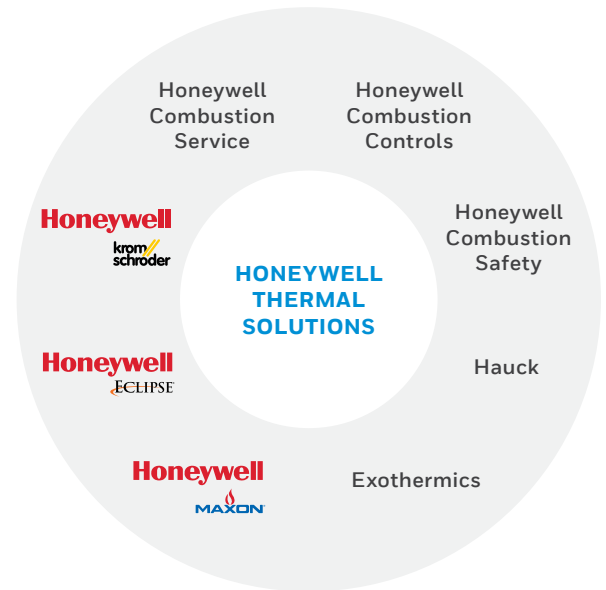 Honeywell
Combustion
Service
Honeywell
Combustion
Controls
Honeywell
krom//
schroder
Honeywell
Combustion
Safety
HONEYWELL
THERMAL
SOLUTIONS
Honeywell
ECLIPSE
Hauck
Honeywell
MAXON
Exothermics